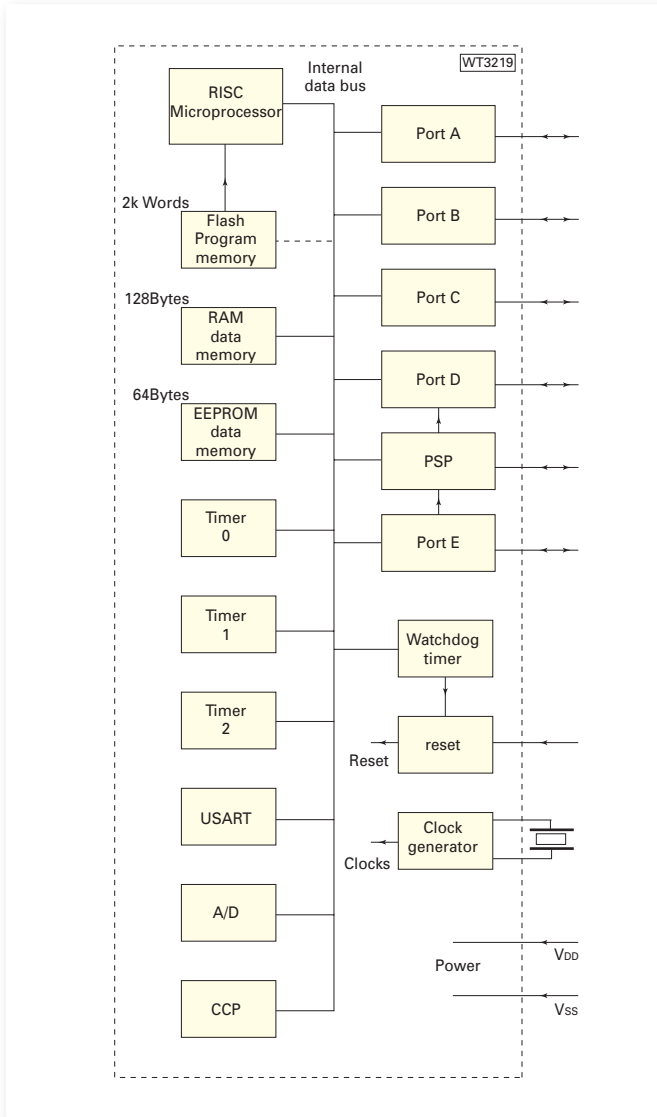 WT3219
Internal
data bus
RISC
Microprocessor
Port A
2k Words
Flash
Program
memory
Port B
128Bytes
RAM
data
memory
Port C
64Bytes
EEPROM
data
memory
Port D
PSP
Timer
0
Port E
Timer
1
Watchdog
timer
Timer
2
reset
Reset
USART
Clock
generator
Clocks
A/D
VDD
Power
CCP
VSS